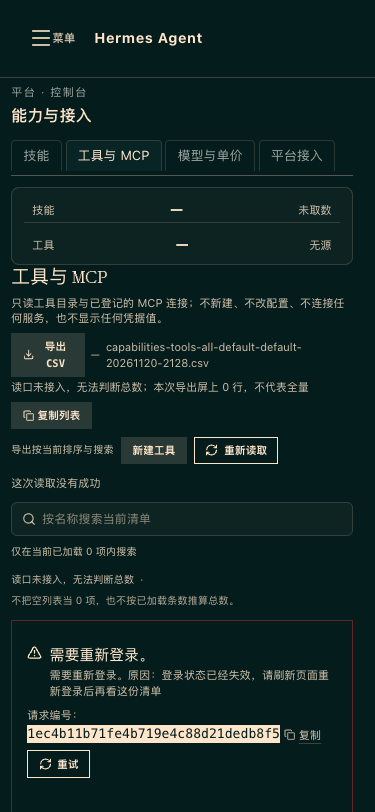 菜单 Hermes Agent
平台 · 控制台
能力与接入
技能 工具与 MCP 模型与单价 平台接入
技能 — 未取数
工具 — 无源
工具与 MCP
只读工具目录与已登记的 MCP 连接；不新建、不改配置、不连接任
何服务，也不显示任何凭据值。
导出 CSV — capabilities-tools-all-default-default-
20261120-2128.csv
读口未接入，无法判断总数；本次导出屏上 0 行，不代表全量
复制列表
导出按当前排序与搜索 新建工具 重新读取
这次读取没有成功
按名称搜索当前清单
仅在当前已加载 0 项内搜索
读口未接入，无法判断总数 ·
不把空列表当 0 项，也不按已加载条数推算总数。
需要重新登录。
需要重新登录。原因：登录状态已经失效，请刷新页面重
新登录后再看这份清单
请求编号：
1ec4b11b71fe4b719e4c88d21dedb8f5 复制
重试